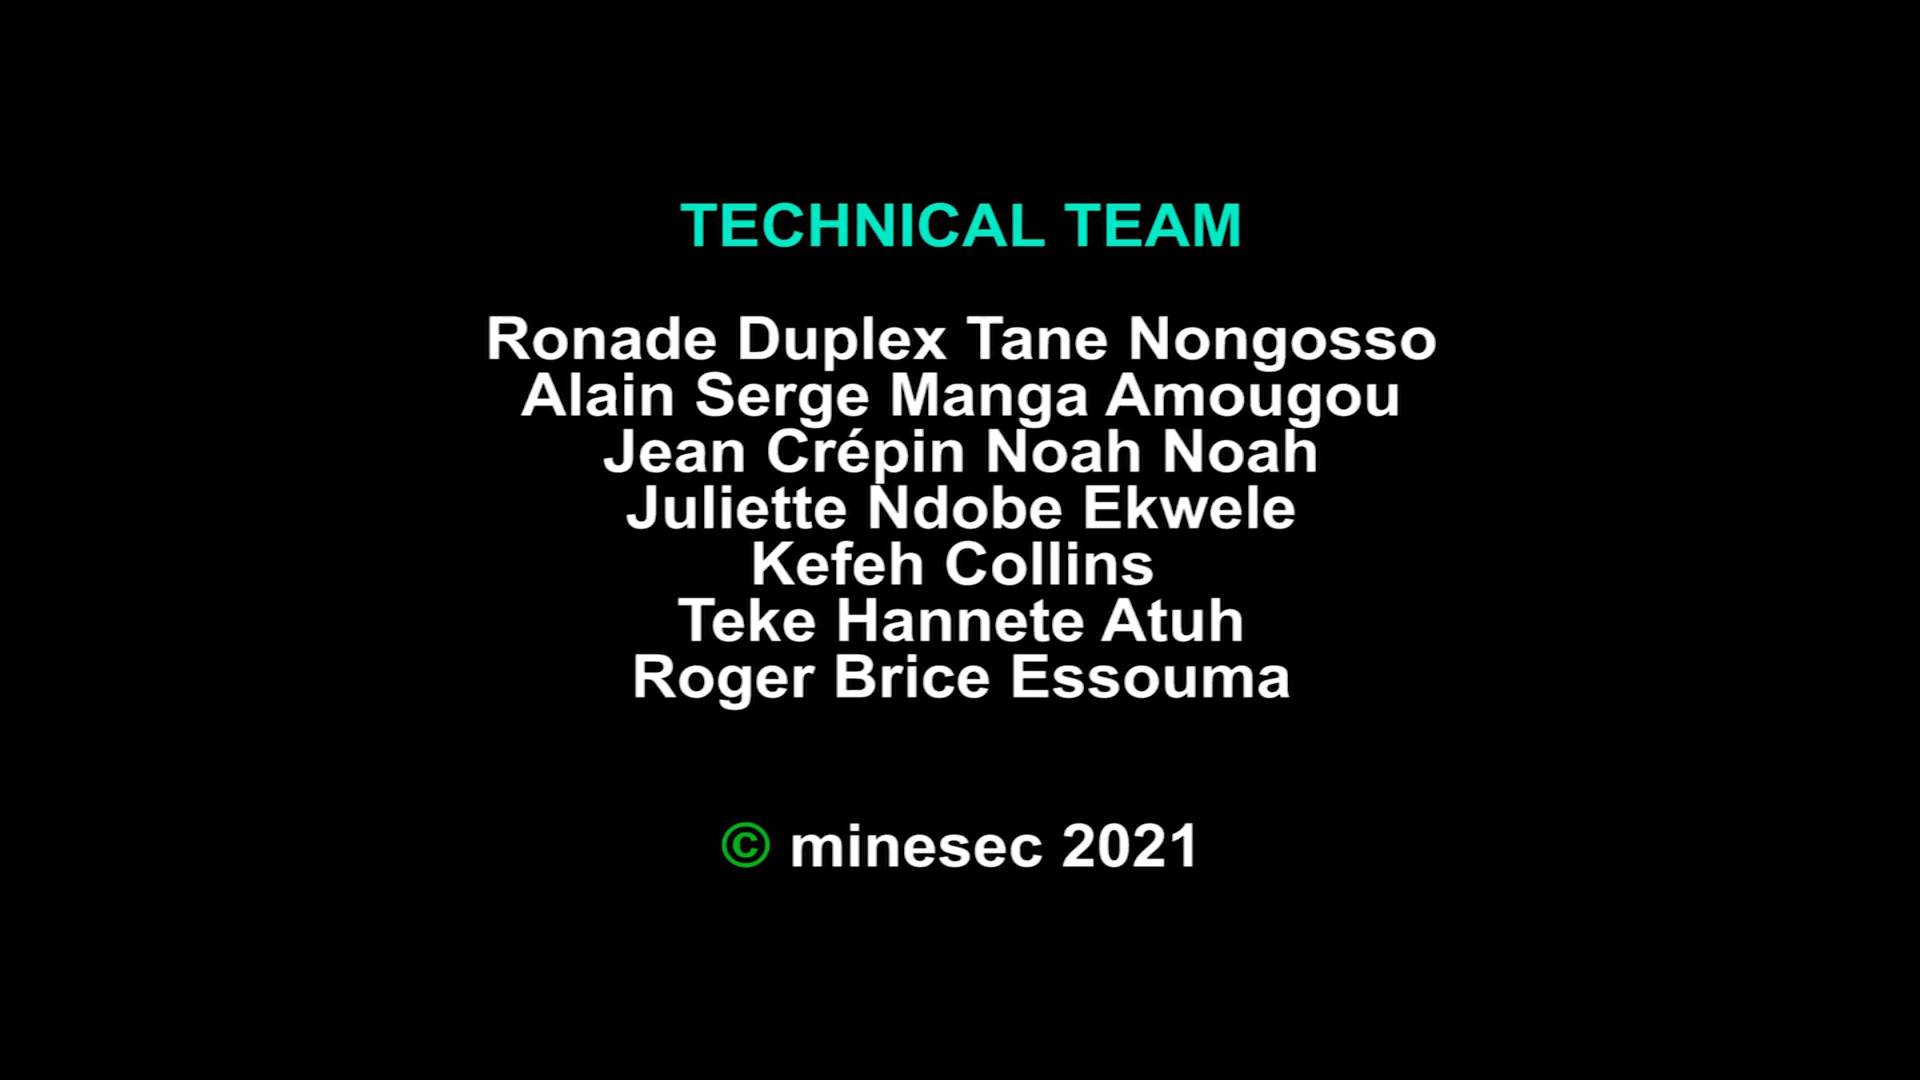 TECHNICAL TEAM
Ronade Duplex Tane Nongosso
Alain Serge Manga Amougou
Jean Crépin Noah Noah
Juliette Ndobe Ekwele
Kefeh Collins
Teke Hannete Atuh
Roger Brice Essouma
© minesec 2021